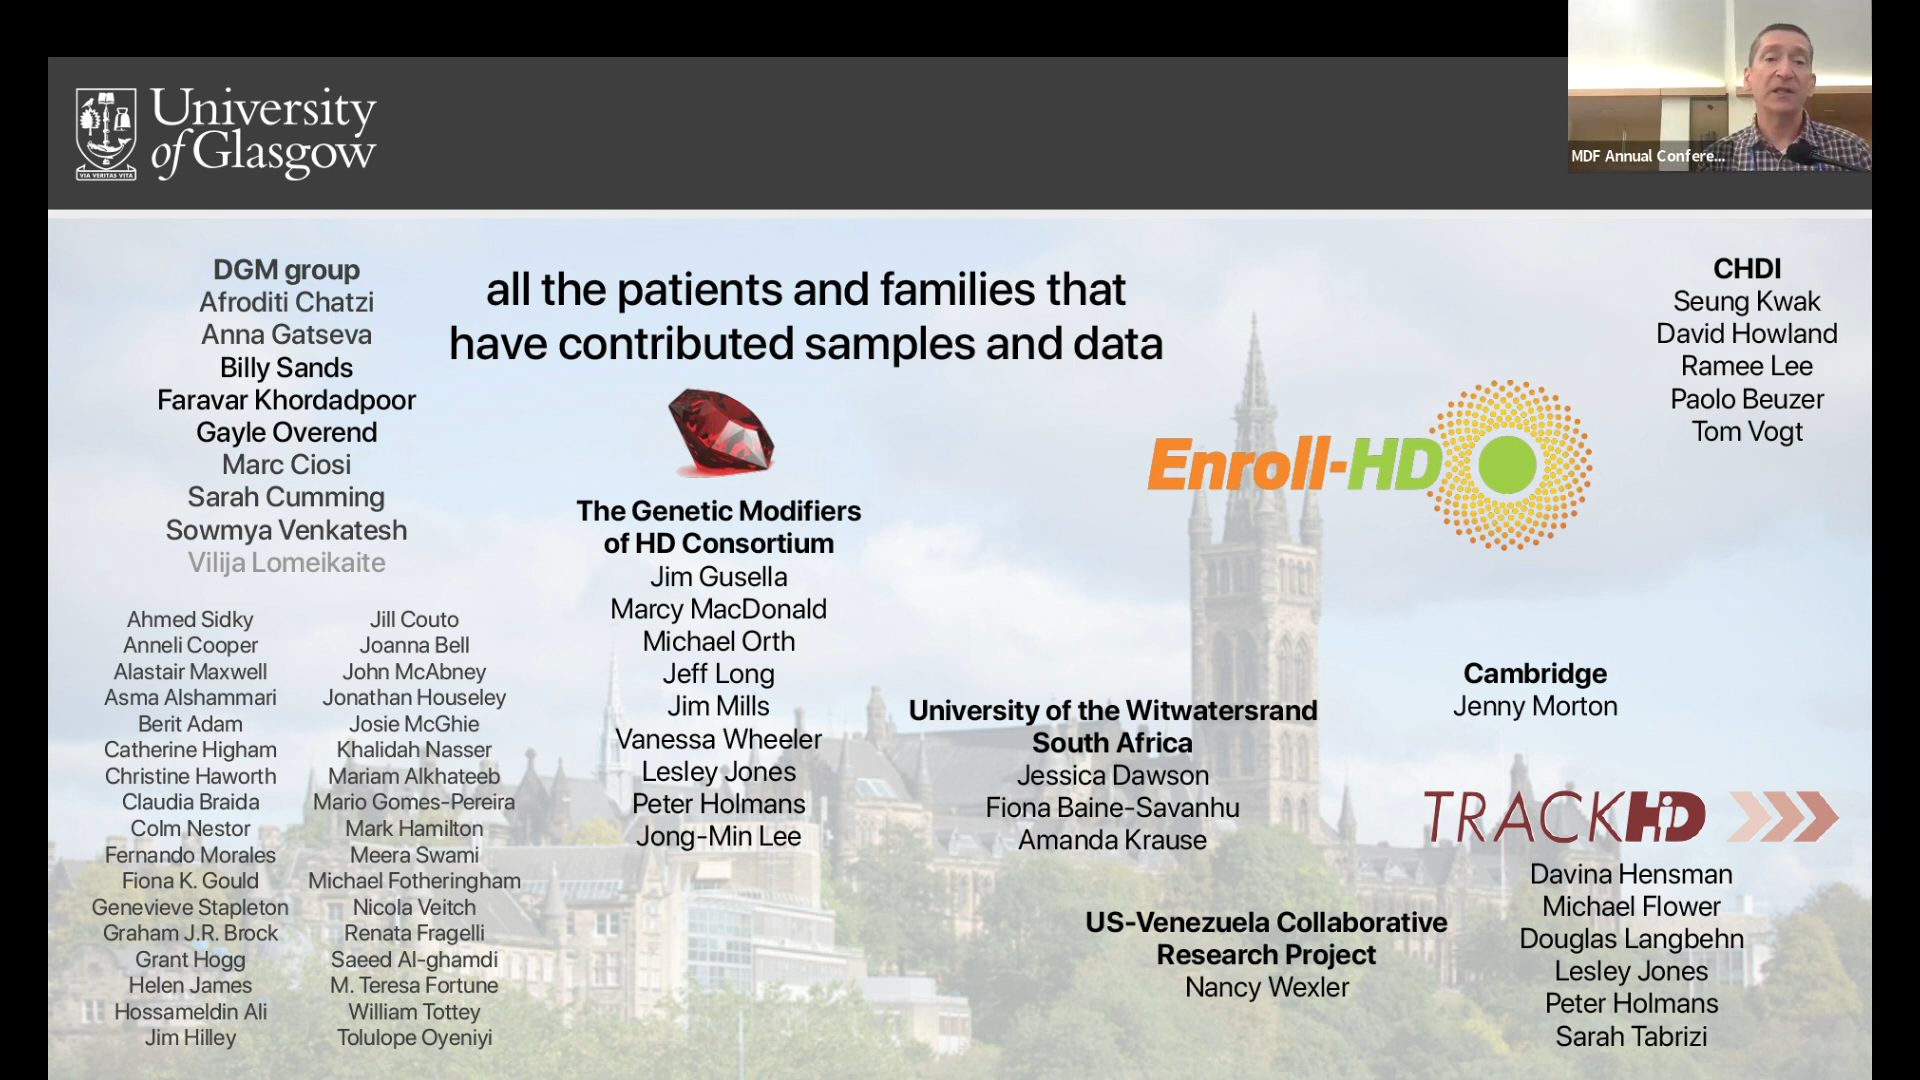 University
of Glasgow
VIA VERITAS VITA
MDF Annual Confere...
DGM group
Afroditi Chatzi
Anna Gatseva
Billy Sands
Faravar Khordadpoor
Gayle Overend
Marc Ciosi
Sarah Cumming
Sowmya Venkatesh
Vilija Lomeikaite
Ahmed Sidky
Anneli Cooper
Alastair Maxwell
Asma Alshammari
Berit Adam
Catherine Higham
Christine Haworth
Claudia Braida
Colm Nestor
Fernando Morales
Fiona K. Gould
Genevieve Stapleton
Graham J.R. Brock
Grant Hogg
Helen James
Hossameldin Ali
Jim Hilley
Jill Couto
Joanna Bell
John McAbney
Jonathan Houseley
Josie McGhie
Khalidah Nasser
Mariam Alkhateeb
Mario Gomes-Pereira
Mark Hamilton
Meera Swami
Michael Fotheringham
Nicola Veitch
Renata Fragelli
Saeed Al-ghamdi
M. Teresa Fortune
William Tottey
Tolulope Oyeniyi
all the patients and families that
have contributed samples and data
The Genetic Modifiers
of HD Consortium
Jim Gusella
Marcy MacDonald
Michael Orth
Jeff Long
Jim Mills
Vanessa Wheeler
Lesley Jones
Peter Holmans
Jong-Min Lee
Enroll-HD
University of the Witwatersrand
South Africa
Jessica Dawson
Fiona Baine-Savanhu
Amanda Krause
US-Venezuela Collaborative
Research Project
Nancy Wexler
CHDI
Seung Kwak
David Howland
Ramee Lee
Paolo Beuzer
Tom Vogt
Cambridge
Jenny Morton
TRACK HD
Davina Hensman
Michael Flower
Douglas Langbehn
Lesley Jones
Peter Holmans
Sarah Tabrizi